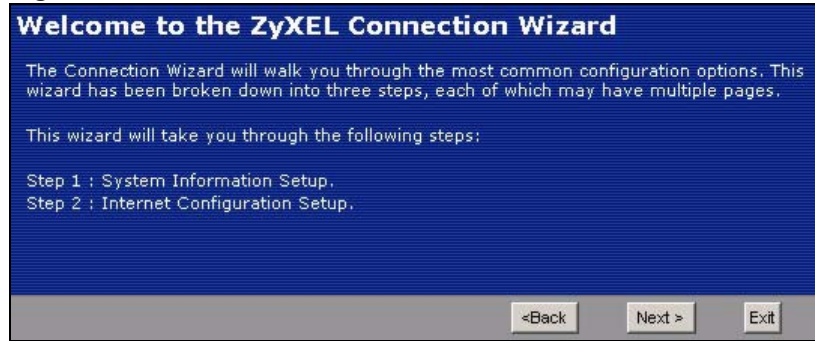 Welcome to the ZyXEL Connection Wizard
The Connection Wizard will walk you through the most common configuration options. This
wizard has been broken down into three steps, each of which may have multiple pages.
This wizard will take you through the following steps:
Step 1 : System Information Setup.
Step 2 : Internet Configuration Setup.
<Back Next > Exit